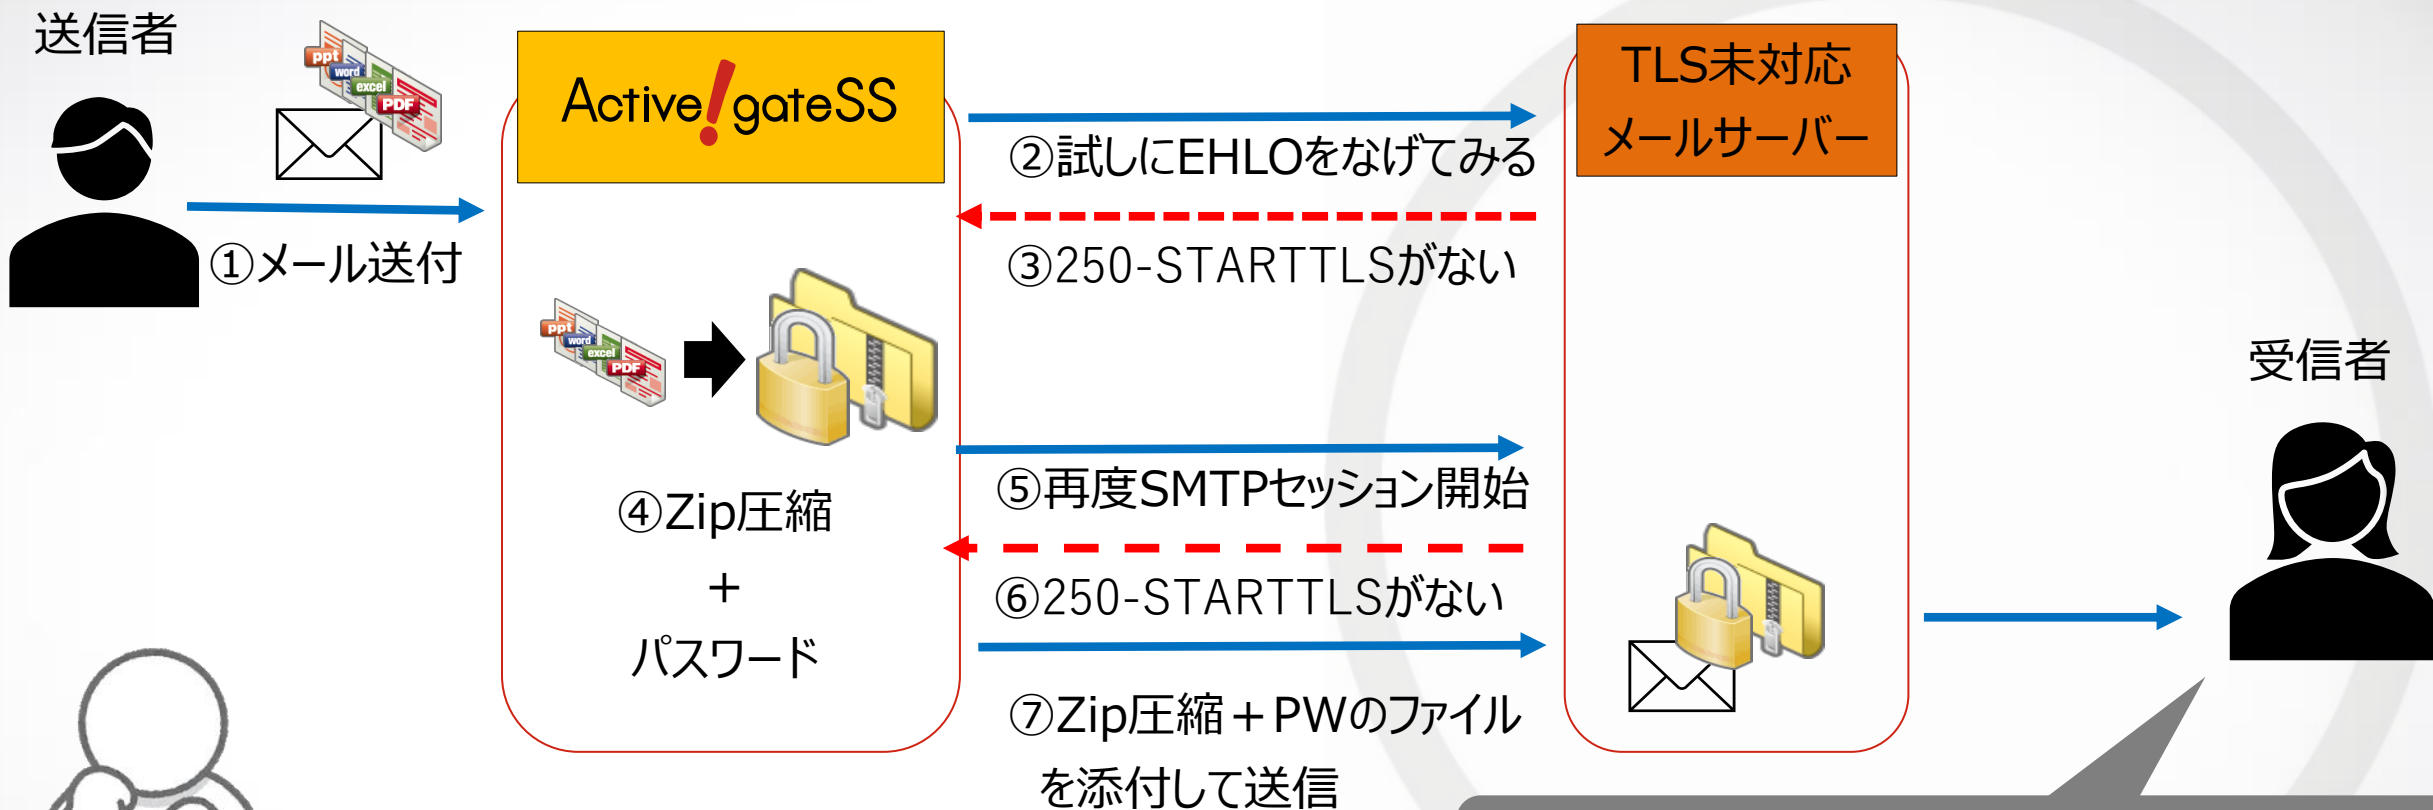 送信者
ppt
word
excel
PDF
Active!gateSS
TLS未対応
メールサーバー
②試しにEHLOをなげてみる
①メール送付
③250-STARTTLSがない
ppt
word
excel
PDF
受信者
④Zip圧縮
+
パスワード
⑤再度SMTPセッション開始
⑥250-STARTTLSがない
⑦Zip圧縮+PWのファイル
を添付して送信